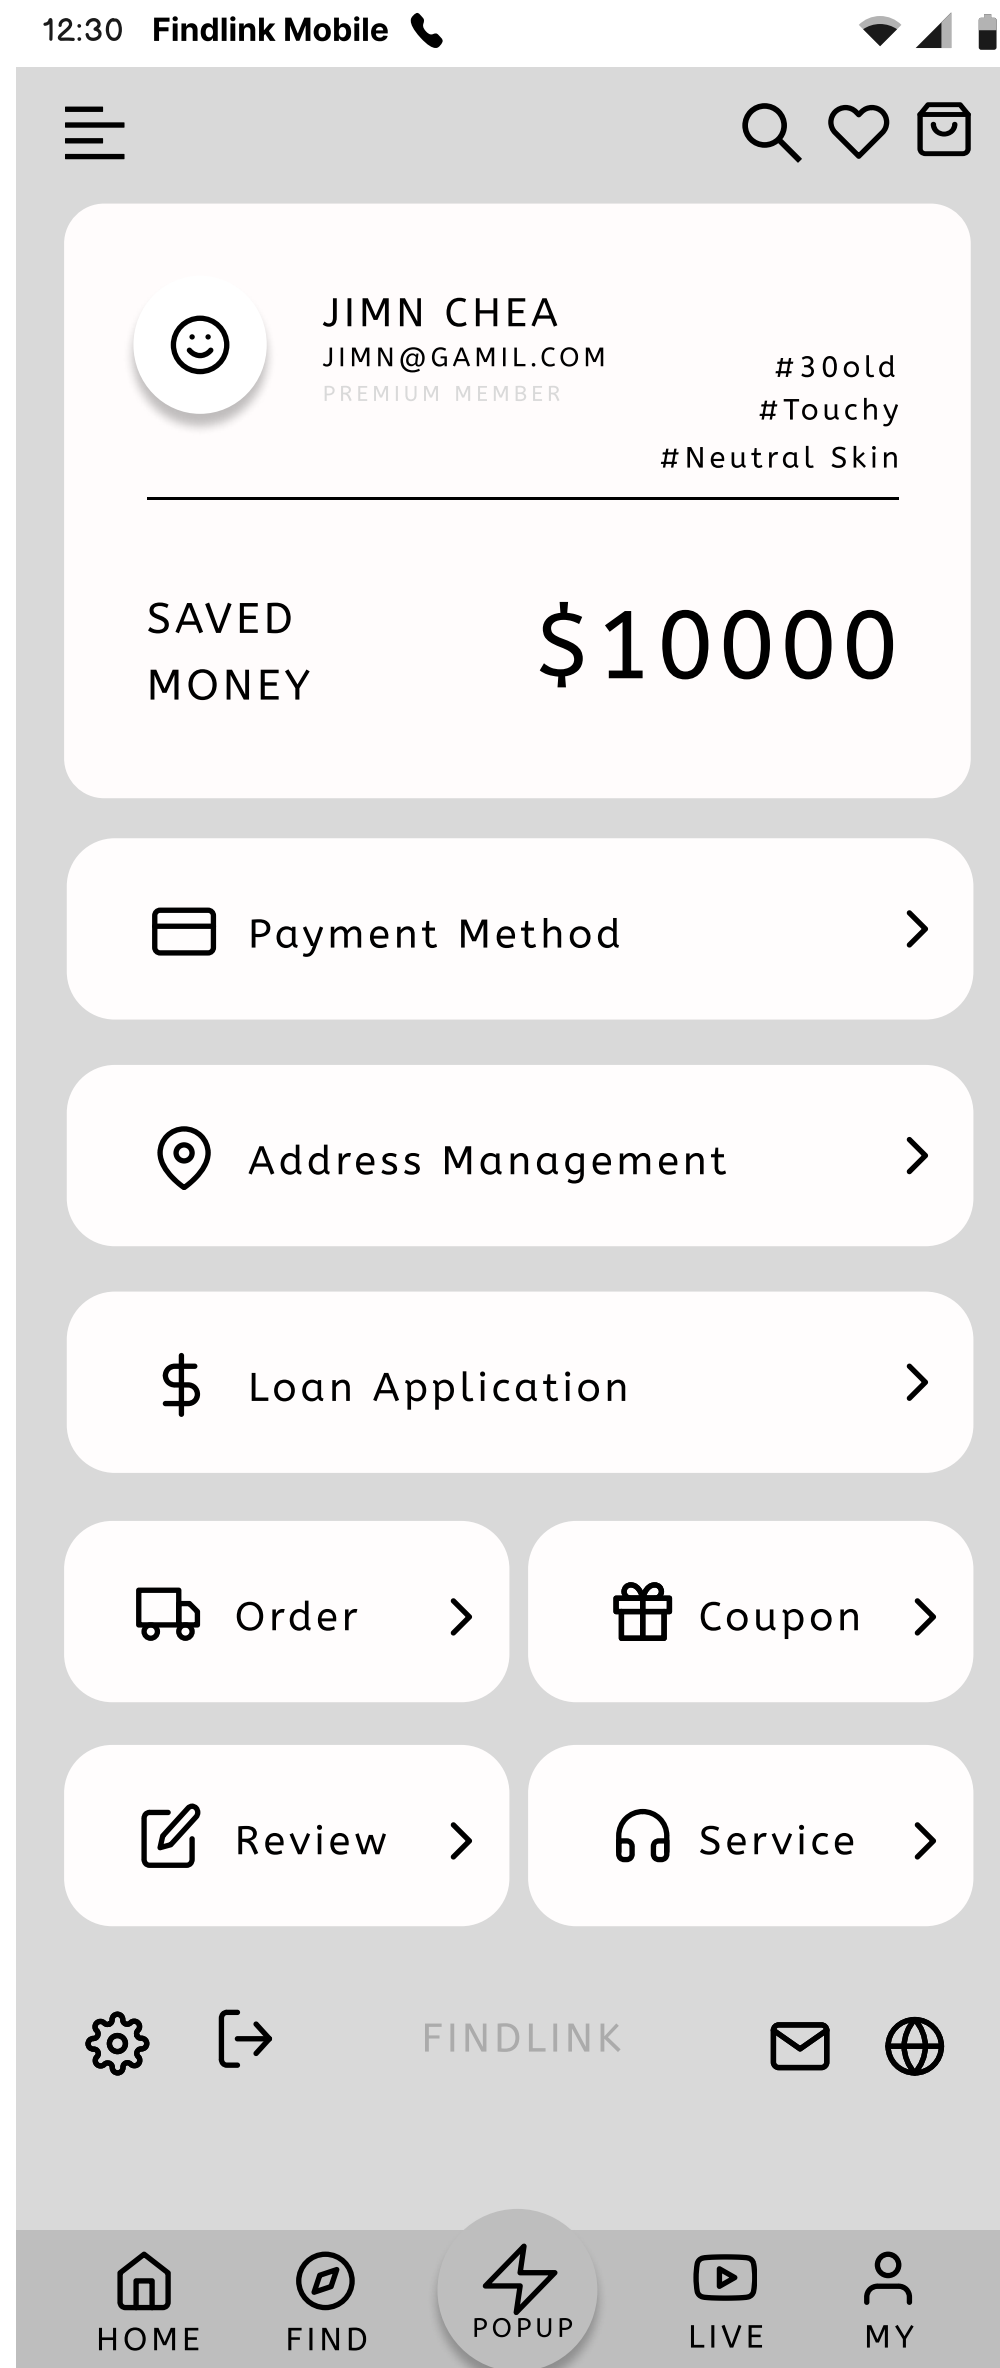 12:30 Findlink Mobile
JIMN CHEA
JIMN@GAMIL.COM
PREMIUM MEMBER
#30old
#Touchy
#Neutral Skin
SAVED
MONEY
$10000
Payment Method
Address Management
Loan Application
Order
Coupon
Review
Service
FINDLINK
HOME
FIND
POPUP
LIVE
MY